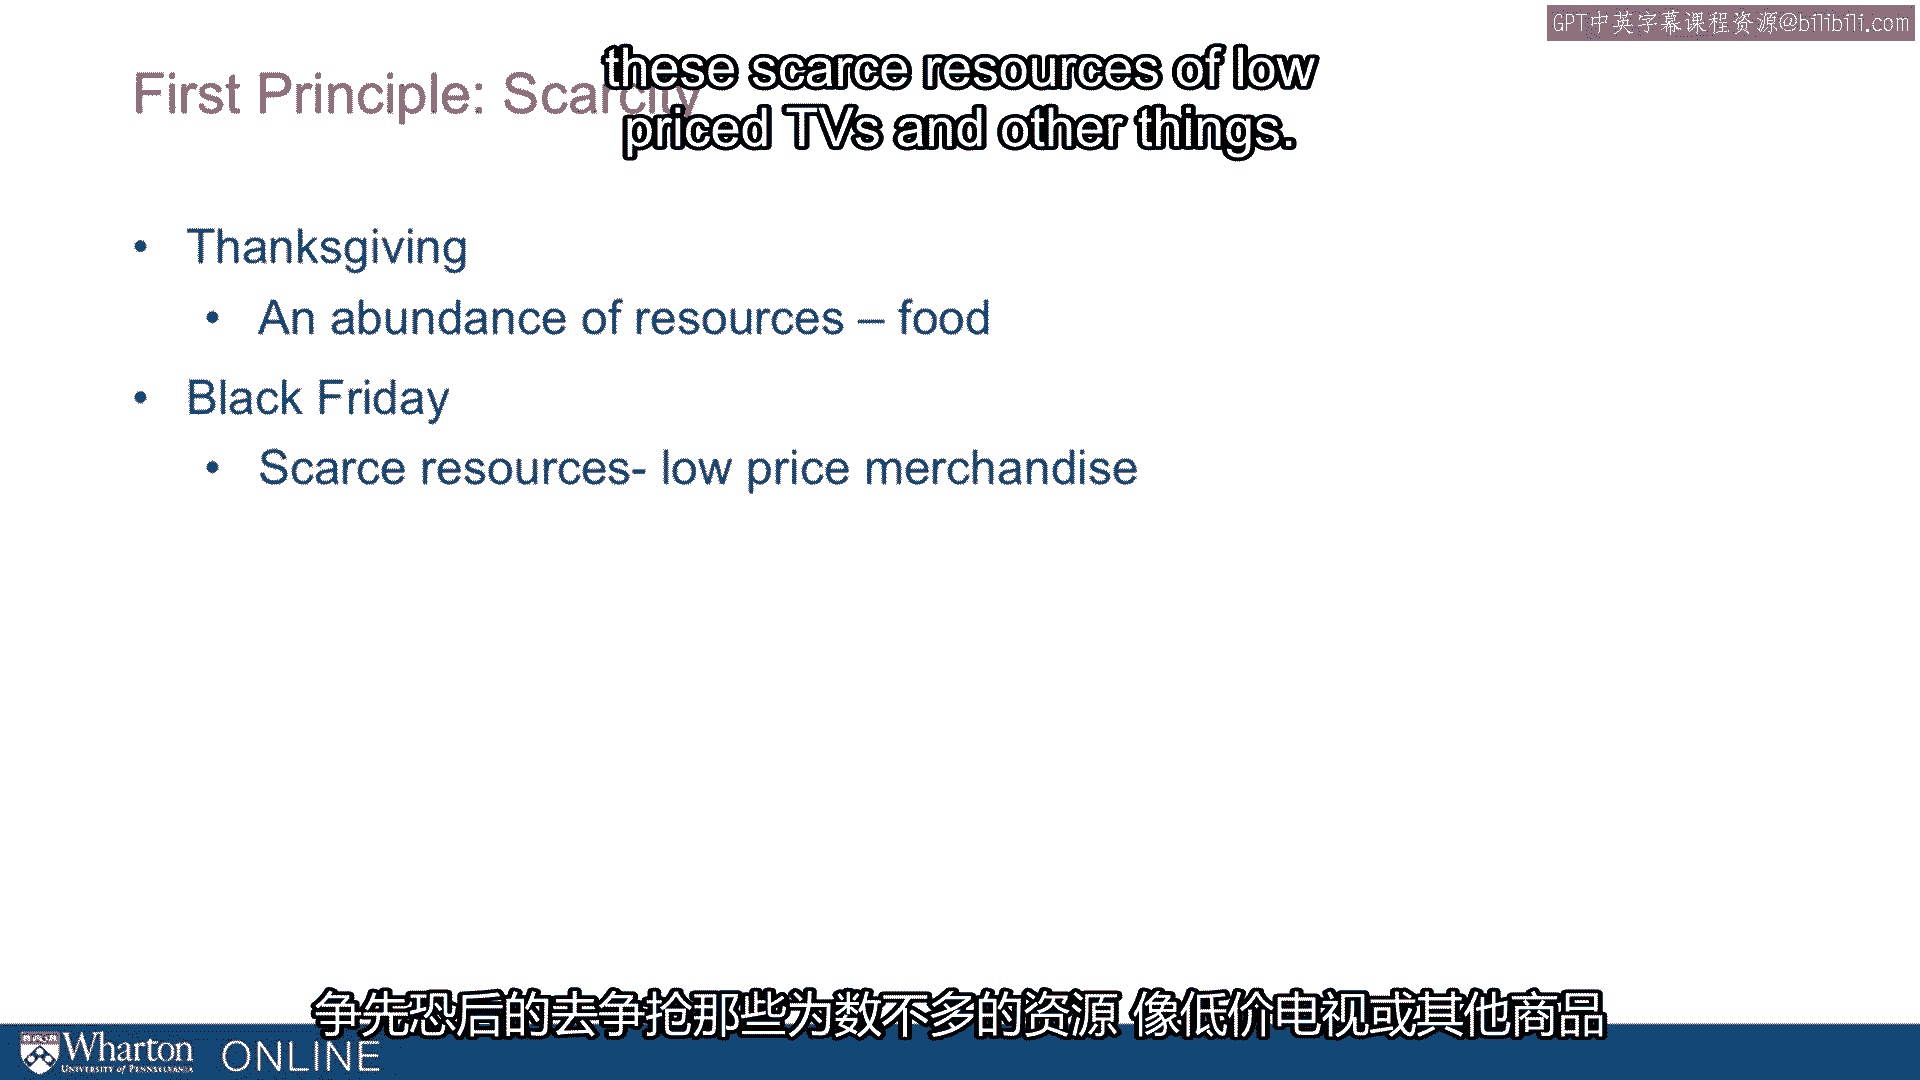 GPT中英字幕课程资源@bilibili.com
these scarce resources of low
priced TVs and other things.
First Principle: Scarcity
• Thanksgiving
• An abundance of resources – food
• Black Friday
• Scarce resources- low price merchandise
争先恐后的去争抢那些为数不多的资源 像低价电视或其他商品
Wharton
UNIVERSITY of PENNSYLVANIA
ONLINE